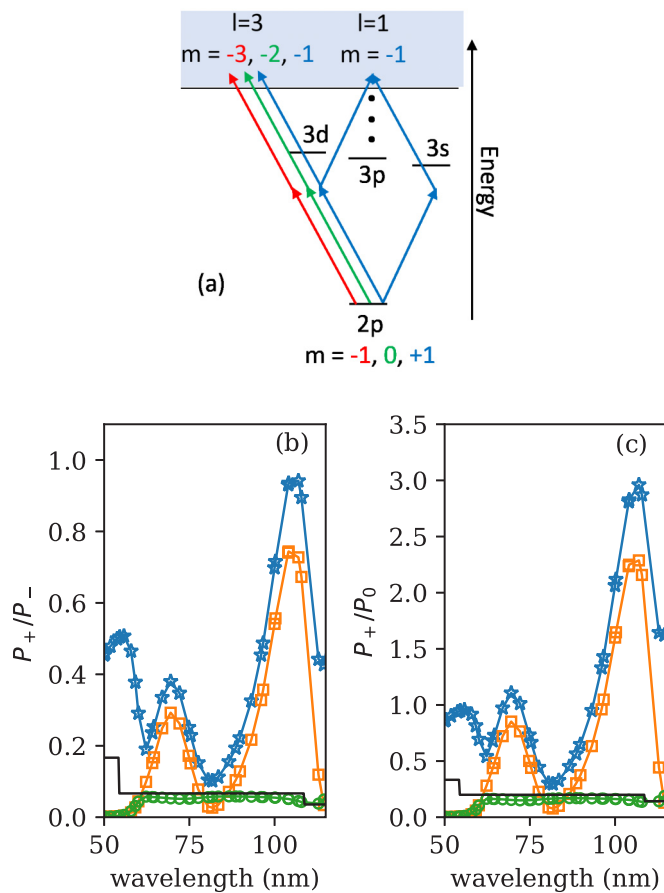 l=3 l=1
m = -3, -2, -1 m = -1
3d
3p
3s
Energy
(a)
2p
m = -1, 0, +1
(b)
1.0
0.8
0.6
0.4
0.2
0.0
P₊/P₋
50 75 100
wavelength (nm)
(c)
3.5
3.0
2.5
2.0
1.5
1.0
0.5
0.0
P₊/P₀
50 75 100
wavelength (nm)